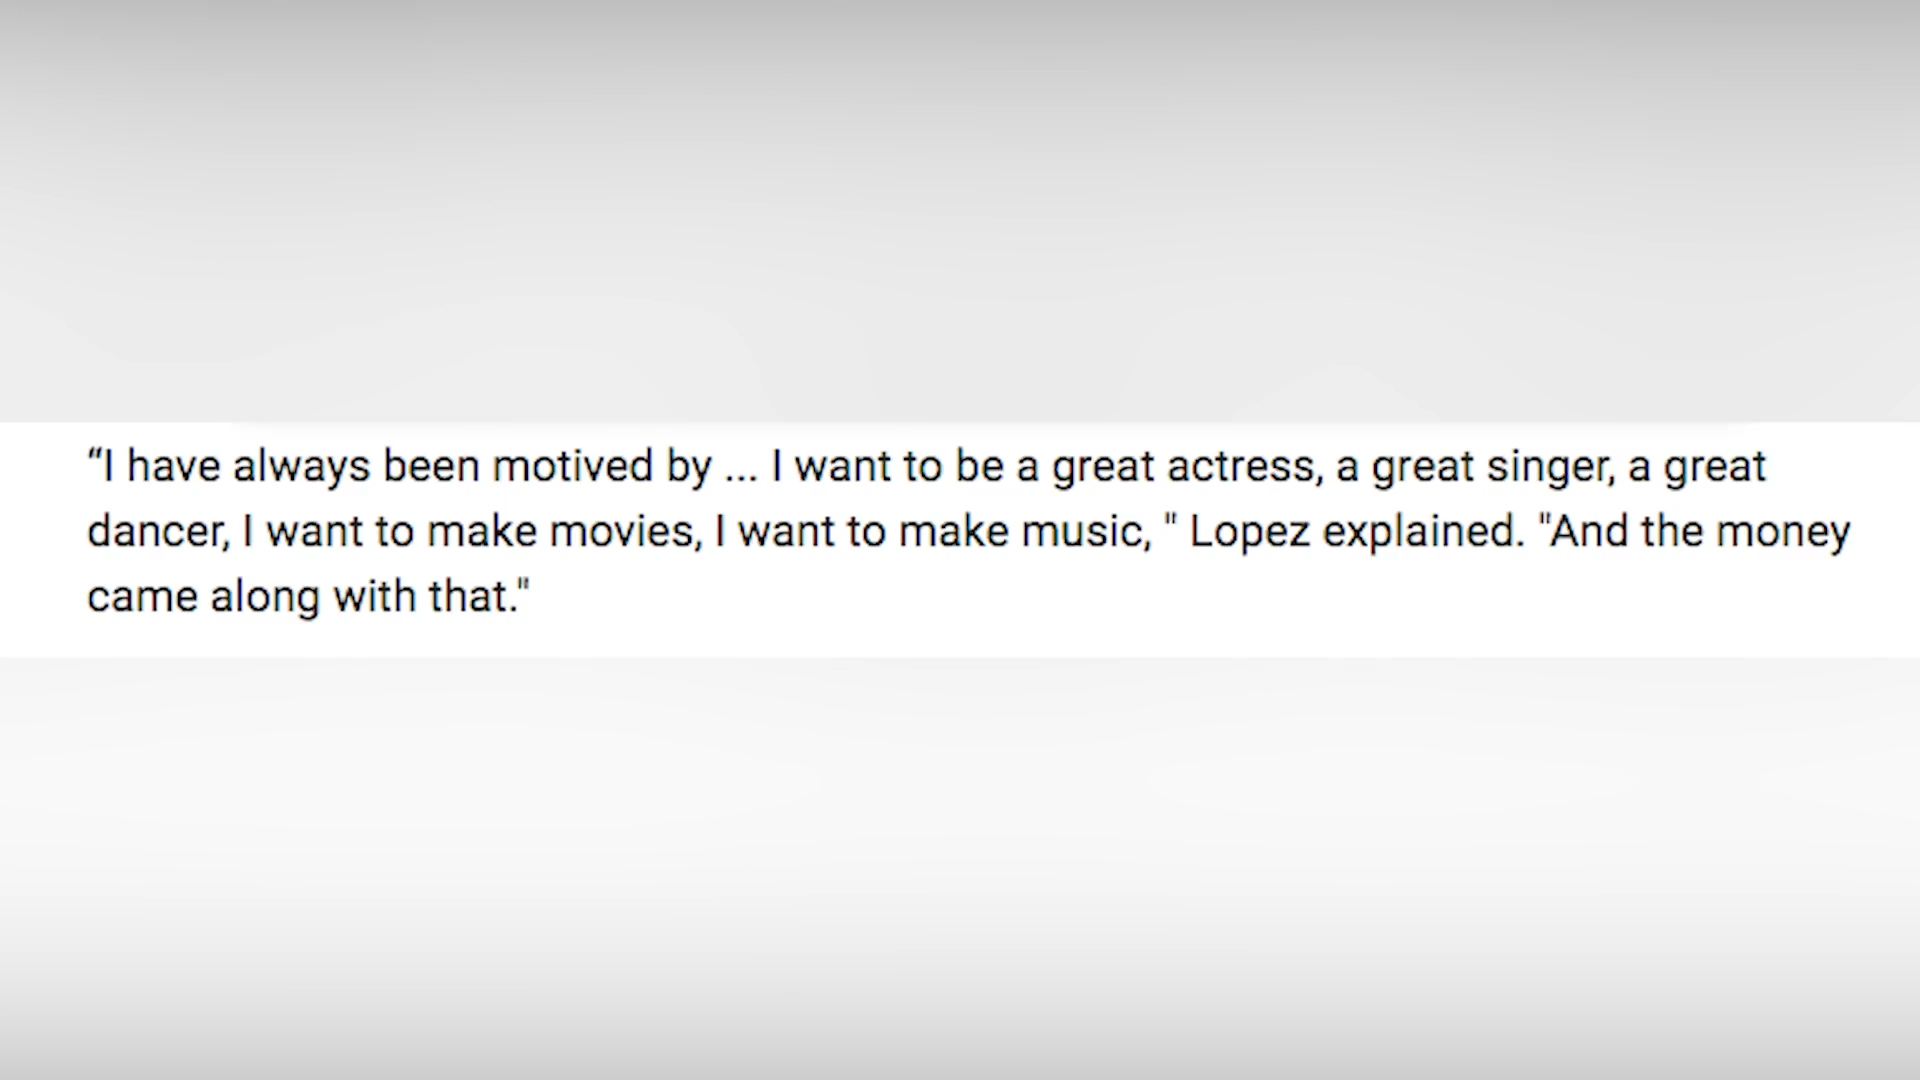 “I have always been motived by ... I want to be a great actress, a great singer, a great
dancer, I want to make movies, I want to make music, " Lopez explained. "And the money
came along with that."